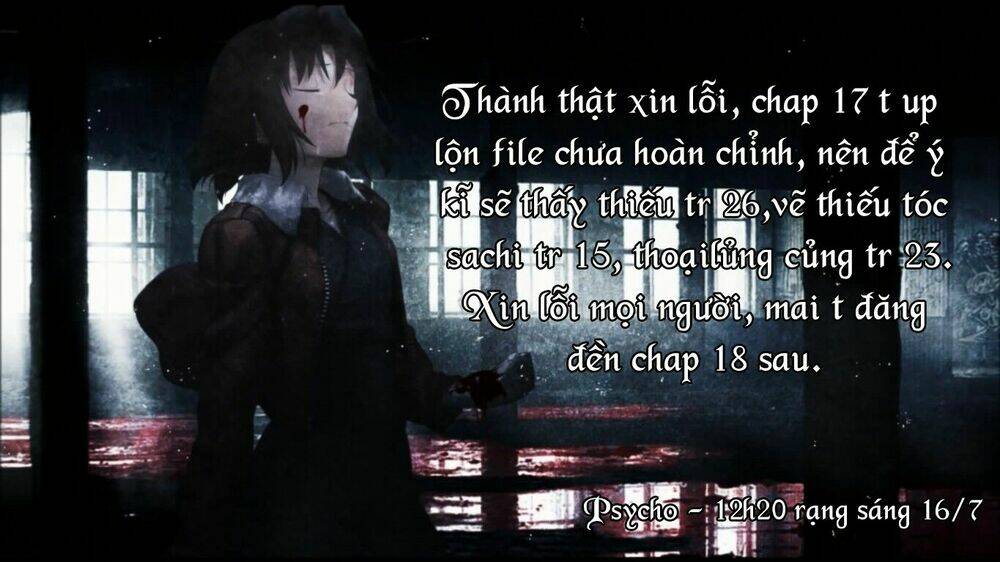 Thành thật xin lỗi, chap 17 t up
lộn file chưa hoàn chỉnh, nên để ý
kĩ sẽ thấy thiếu tr 26,vẽ thiếu tóc
sachi tr 15, thoạilủng củng tr 23.
Xin lỗi mọi người, mai t đăng
đền chap 18 sau.
Psycho - 12h20 rạng sáng 16/7